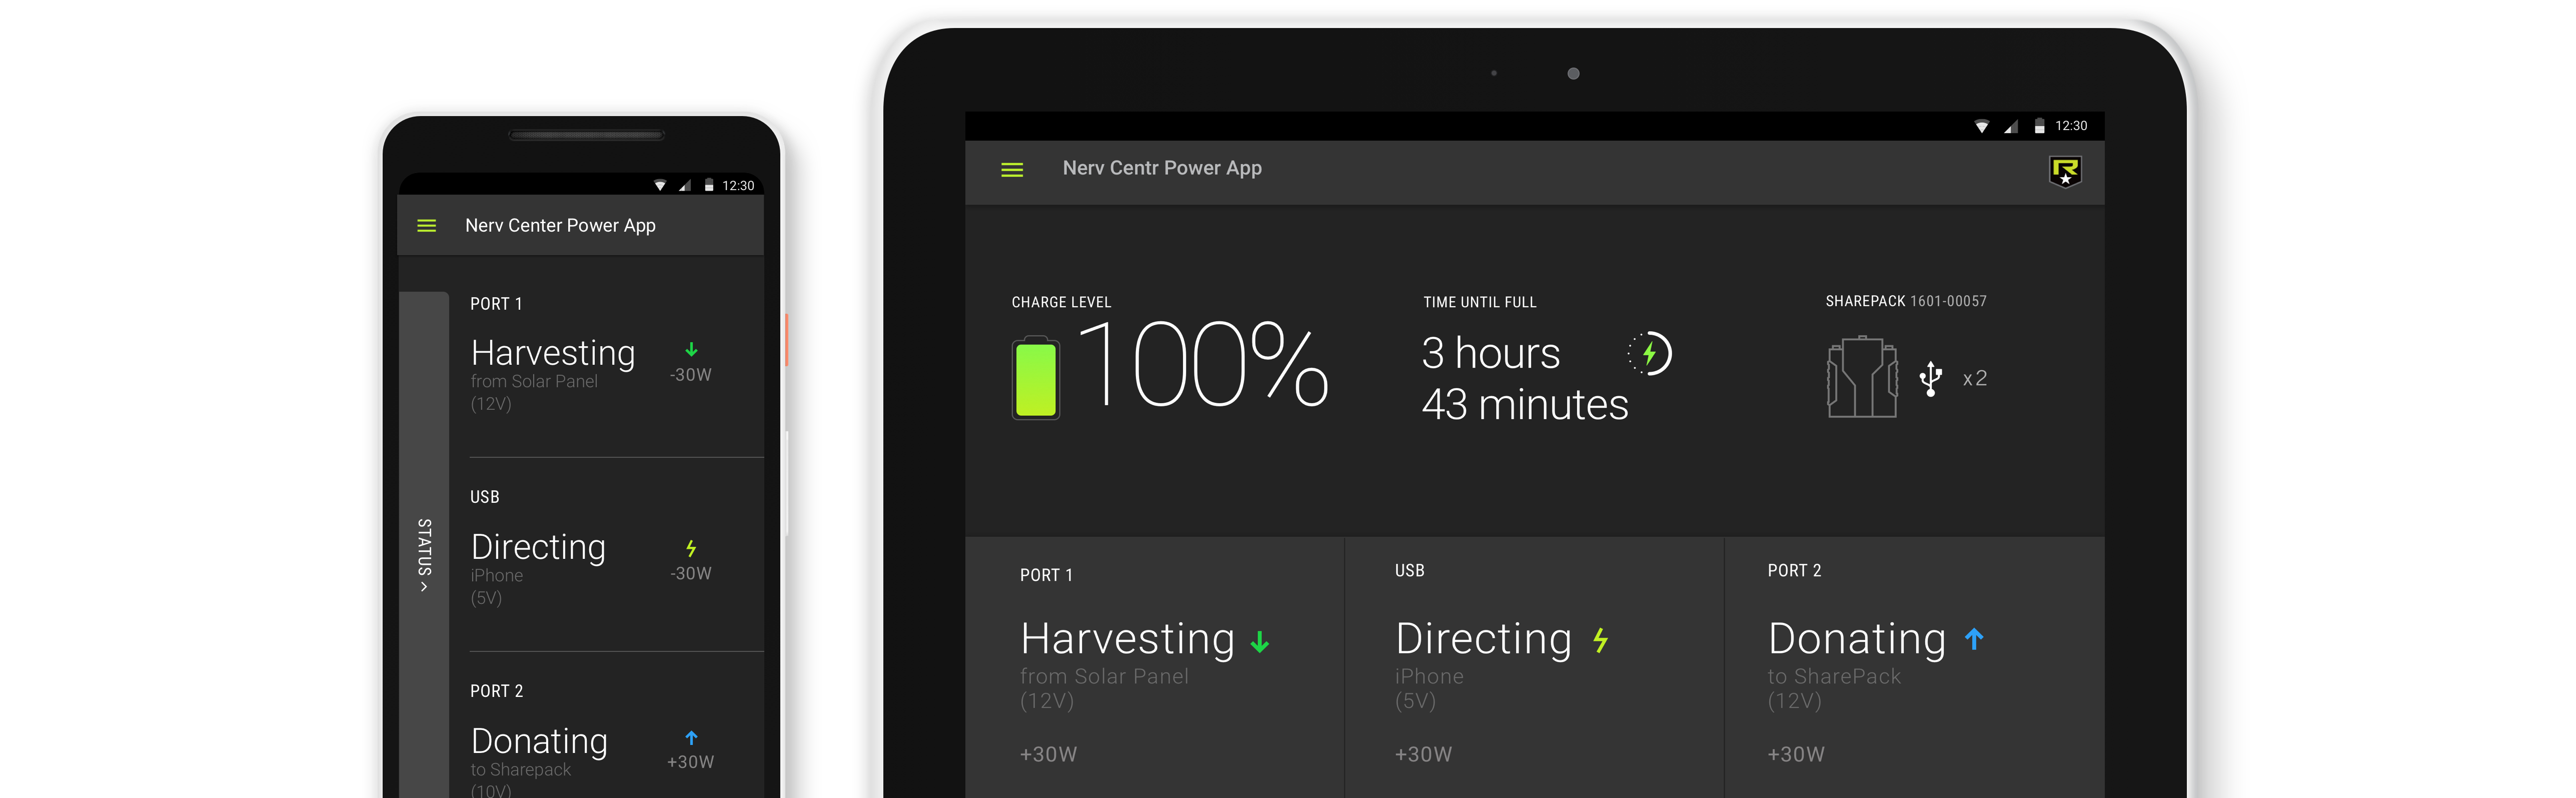 12:30
Nerv Center Power App
STATUS
PORT 1
Harvesting
from Solar Panel
(12V)
-30W
USB
Directing
iPhone
(5V)
-30W
PORT 2
Donating
to Sharepack
(10V)
+30W
12:30
Nerv Centr Power App
R
CHARGE LEVEL
100%
TIME UNTIL FULL
3 hours
43 minutes
SHAREPACK 1601-00057
x2
PORT 1
Harvesting
from Solar Panel
(12V)
+30W
USB
Directing
iPhone
(5V)
+30W
PORT 2
Donating
to SharePack
(12V)
+30W